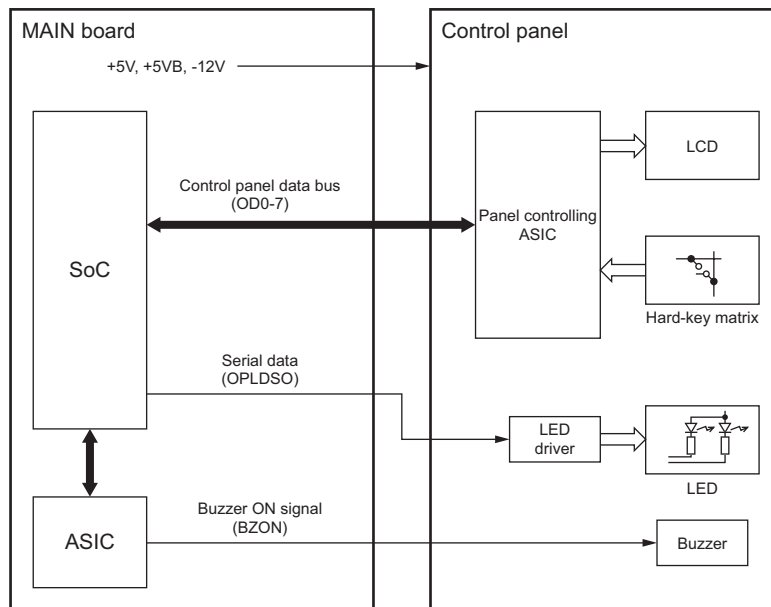 MAIN board
Control panel
+5V, +5VB, -12V
LCD
Control panel data bus
(OD0-7)
Panel controlling
ASIC
SoC
Hard-key matrix
Serial data
(OPLDSO)
LED
driver
LED
Buzzer ON signal
(BZON)
ASIC
Buzzer